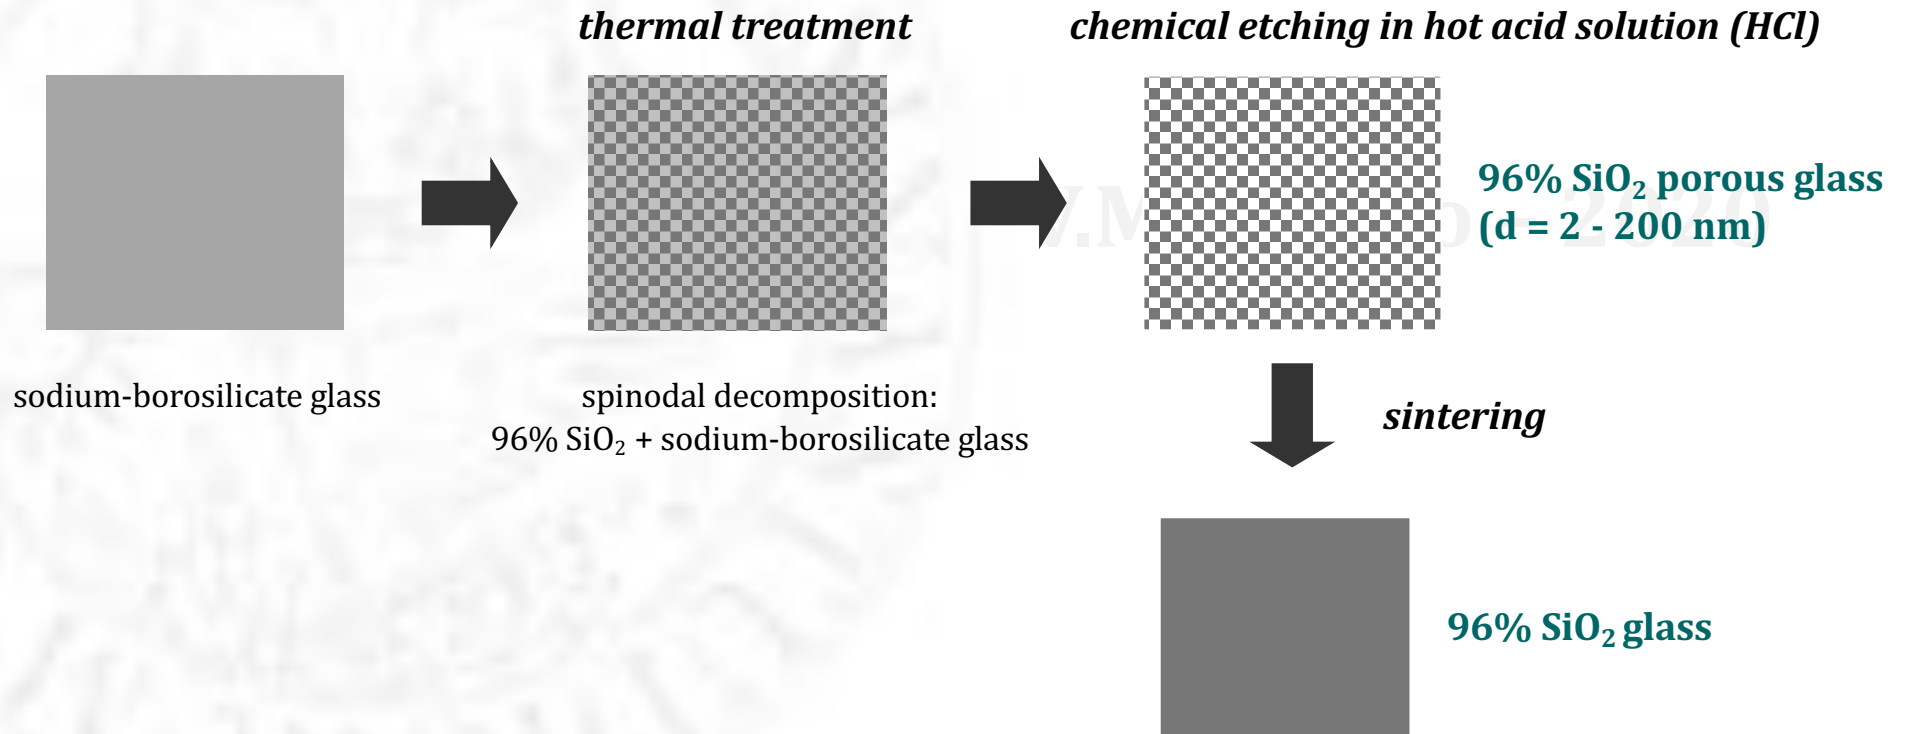 thermal treatment
chemical etching in hot acid solution (HCl)
96% SiO₂ porous glass
(d = 2 - 200 nm)
sodium-borosilicate glass
spinodal decomposition:
96% SiO₂ + sodium-borosilicate glass
sintering
96% SiO₂ glass